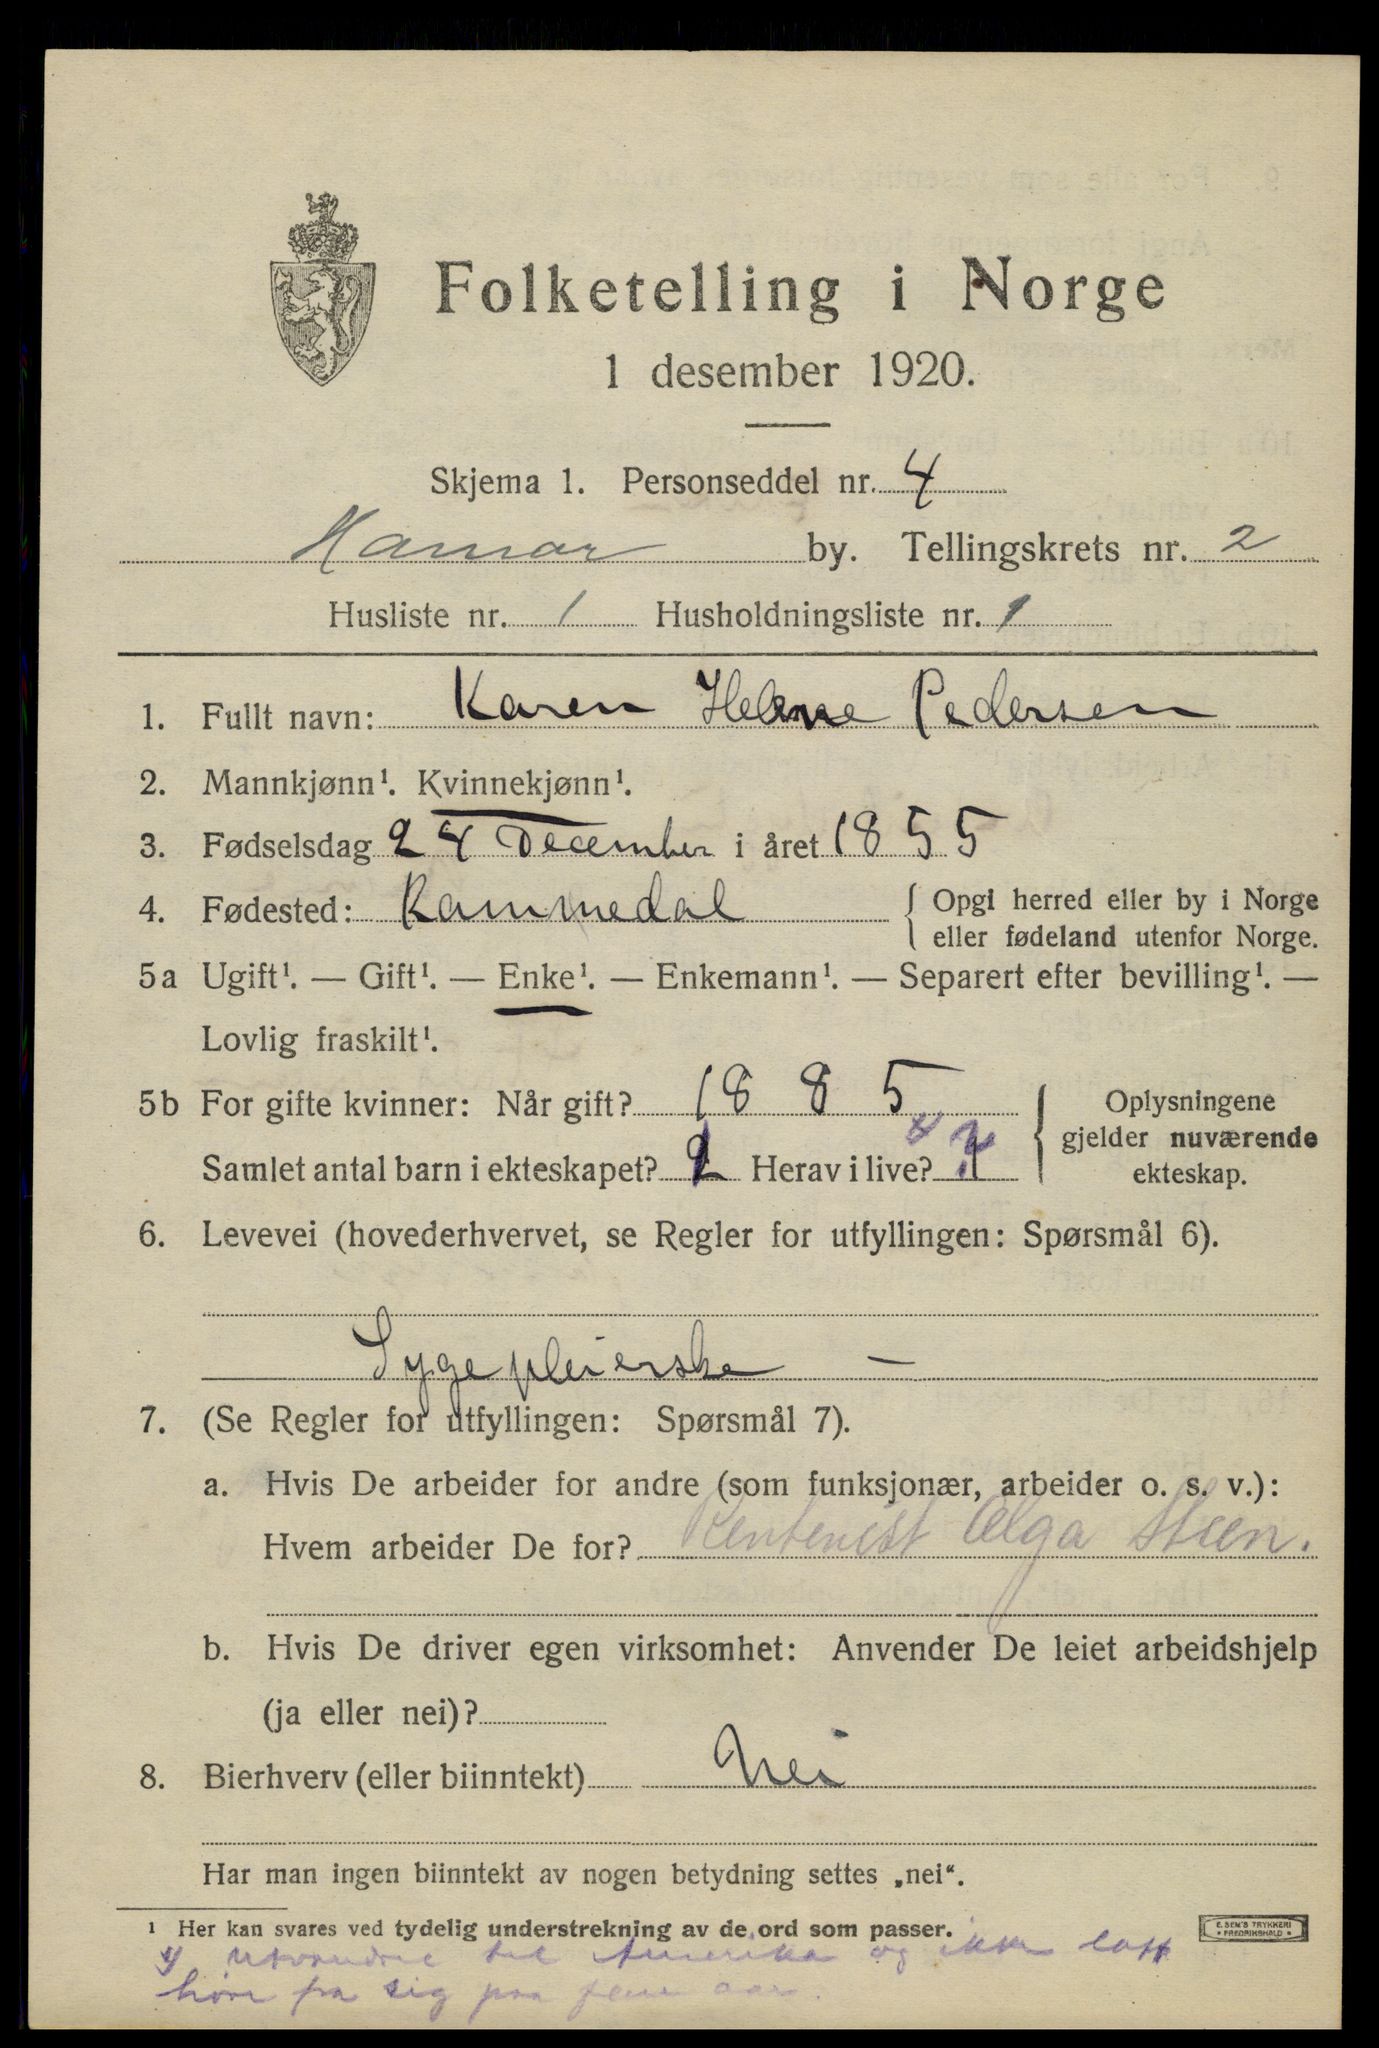 Folketelling i Norge
1 desember 1920.
Skjema 1. Personseddel nr. 4
Hamar by. Tellingskrets nr. 2
Husliste nr. 1 Husholdningsliste nr. 1
1. Fullt navn: Karen Helene Pedersen
2. Mannkjønn¹. Kvinnekjønn¹.
3. Fødselsdag 24 December i året 1855
4. Fødested: Rammedal { Opgi herred eller by i Norge
eller fødeland utenfor Norge.
5a Ugift¹. — Gift¹. — Enke¹. — Enkemann¹. — Separert efter bevilling¹. —
Lovlig fraskilt¹.
5b For gifte kvinner: Når gift? 1885 { Oplysningene
gjelder nuværende
Samlet antal barn i ekteskapet? Herav i live?
ekteskap.
6. Levevei (hovederhvervet, se Regler for utfyllingen: Spørsmål 6).
Sygepleierske —
7. (Se Regler for utfyllingen: Spørsmål 7).
a. Hvis De arbeider for andre (som funksjonær, arbeider o. s. v.):
Hvem arbeider De for? Rentenist Olga Steen.
b. Hvis De driver egen virksomhet: Anvender De leiet arbeidshjelp
(ja eller nei)?
8. Bierhverv (eller biinntekt) Nei
Har man ingen biinntekt av nogen betydning settes „nei“.
¹ Her kan svares ved tydelig understrekning av de ord som passer.
E. SEM'S TRYKKERI
• FREDRIKSHALD •
x) utvandret til Amerika og ikke latt
høre fra sig paa flere aar.